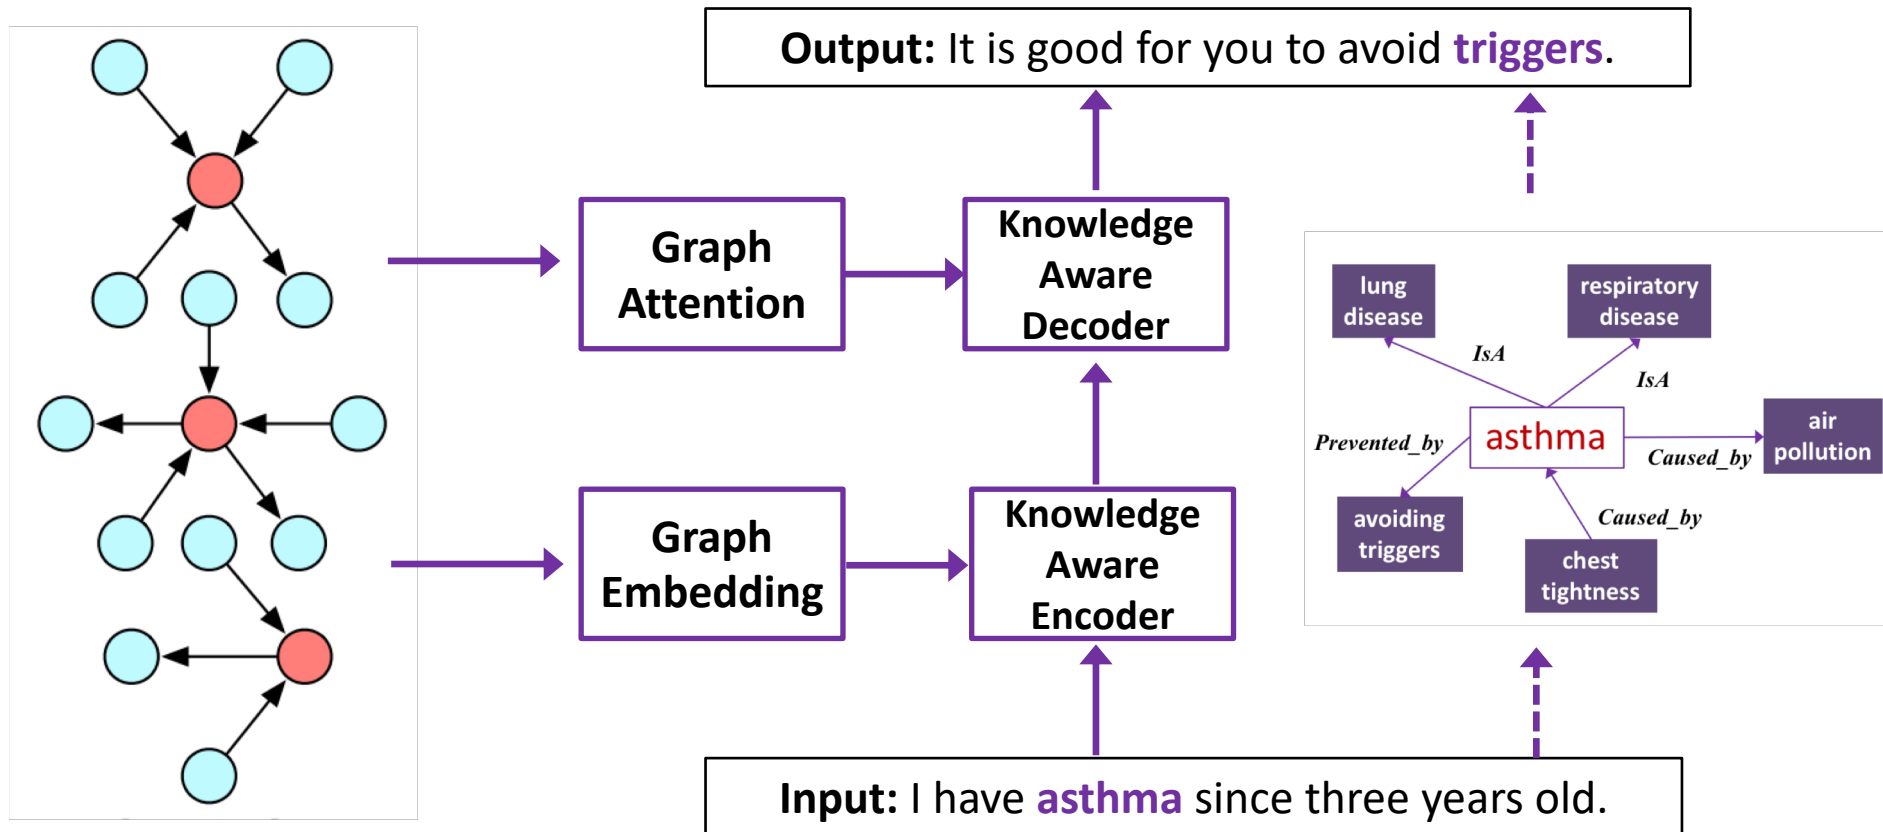 Output: It is good for you to avoid triggers.
Graph
Attention
Knowledge
Aware
Decoder
lung
disease
respiratory
disease
IsA
IsA
asthma
air
pollution
Prevented_by
Caused_by
avoiding
triggers
Caused_by
chest
tightness
Graph
Embedding
Knowledge
Aware
Encoder
Input: I have asthma since three years old.